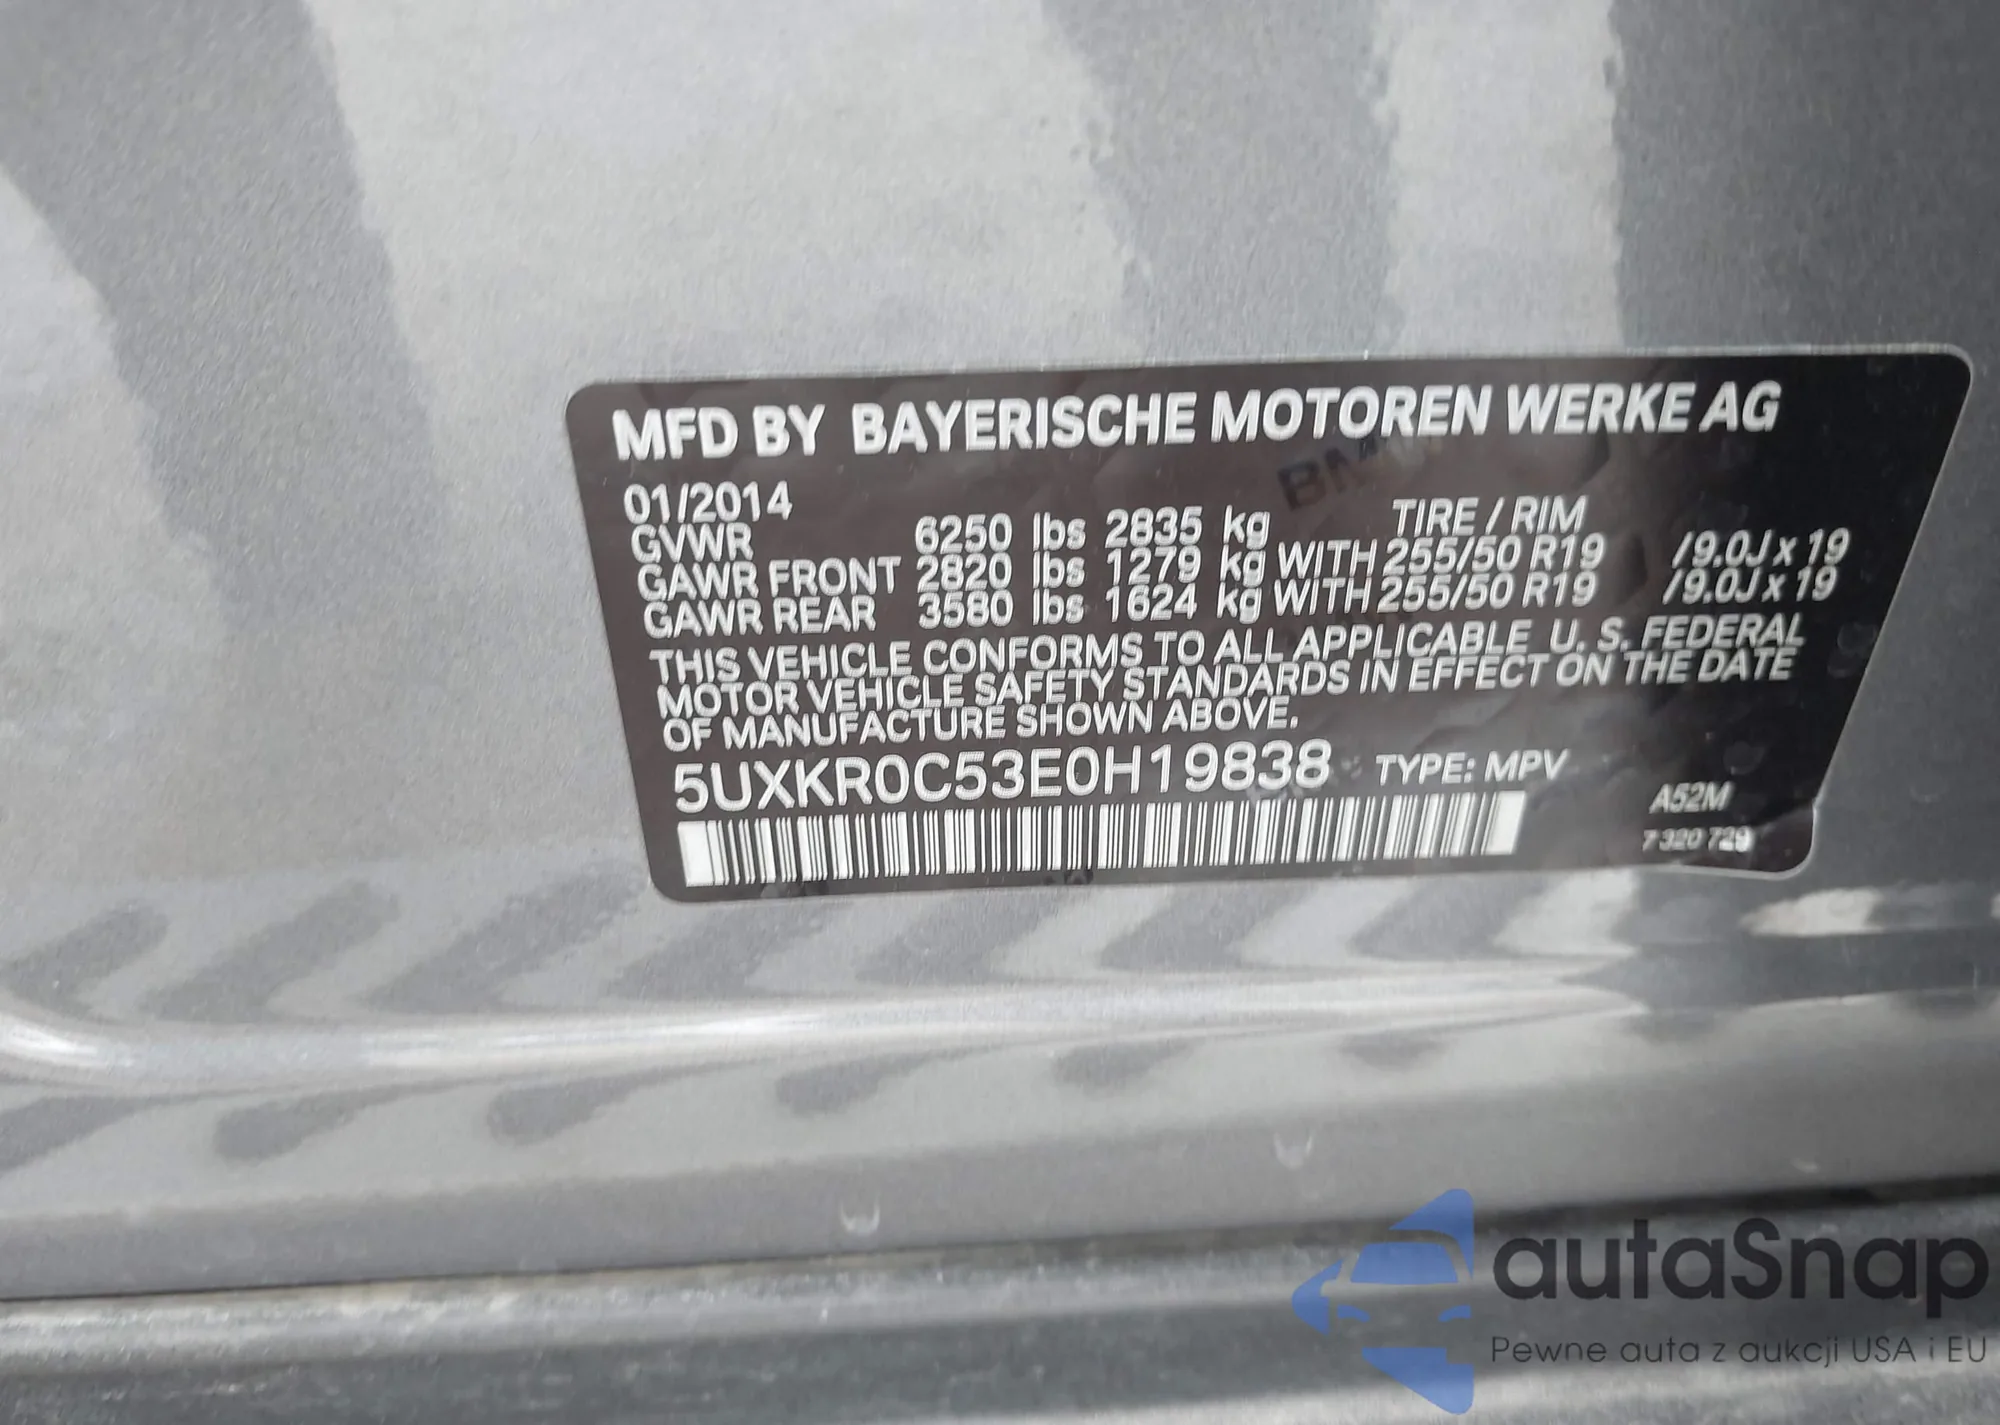 MFD BY BAYERISCHE MOTOREN WERKE AG
01/2014
TIRE / RIM
GVWR 6250 lbs 2835 kg
GAWR FRONT 2820 lbs 1279 kg WITH 255/50 R19 /9.0J x 19
GAWR REAR 3580 lbs 1624 kg WITH 255/50 R19 /9.0J x 19
THIS VEHICLE CONFORMS TO ALL APPLICABLE U. S. FEDERAL
MOTOR VEHICLE SAFETY STANDARDS IN EFFECT ON THE DATE
OF MANUFACTURE SHOWN ABOVE.
5UXKR0C53E0H19838 TYPE: MPV
A52M
7 320 729
autaSnap
Pewne auta z aukcji USA i EU